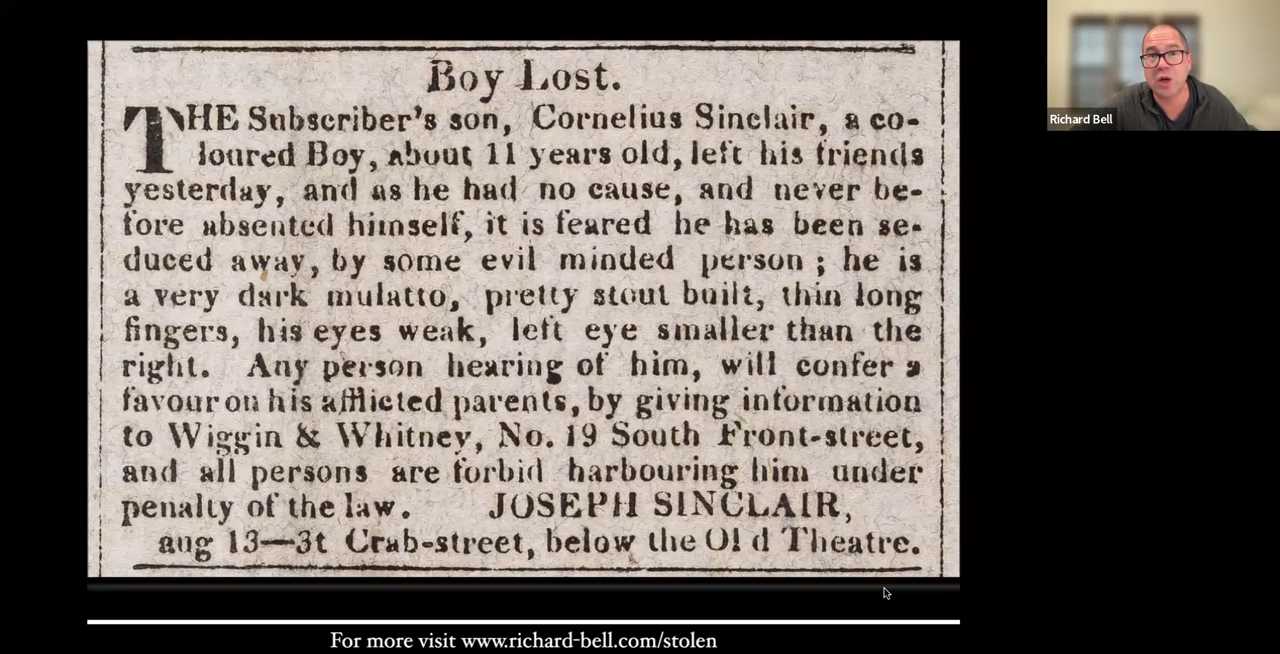 Boy Lost.
THE Subscriber's son, Cornelius Sinclair, a co-
loured Boy, about 11 years old, left his friends
yesterday, and as he had no cause, and never be-
fore absented himself, it is feared he has been se-
duced away, by some evil minded person ; he is
a very dark mulatto, pretty stout built, thin long
fingers, his eyes weak, left eye smaller than the
right. Any person hearing of him, will confer a
favour on his afflicted parents, by giving information
to Wiggin & Whitney, No. 19 South Front-street,
and all persons are forbid harbouring him under
penalty of the law. JOSEPH SINCLAIR,
aug 13—3t Crab-street, below the Old Theatre.
For more visit www.richard-bell.com/stolen
Richard Bell